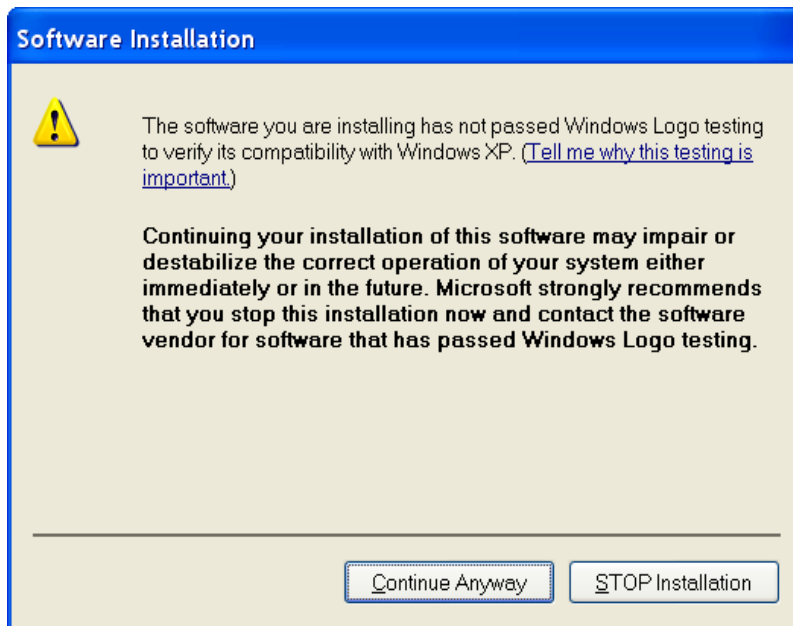 Software Installation
The software you are installing has not passed Windows Logo testing
to verify its compatibility with Windows XP. (Tell me why this testing is
important.)
Continuing your installation of this software may impair or
destabilize the correct operation of your system either
immediately or in the future. Microsoft strongly recommends
that you stop this installation now and contact the software
vendor for software that has passed Windows Logo testing.
Continue Anyway
STOP Installation